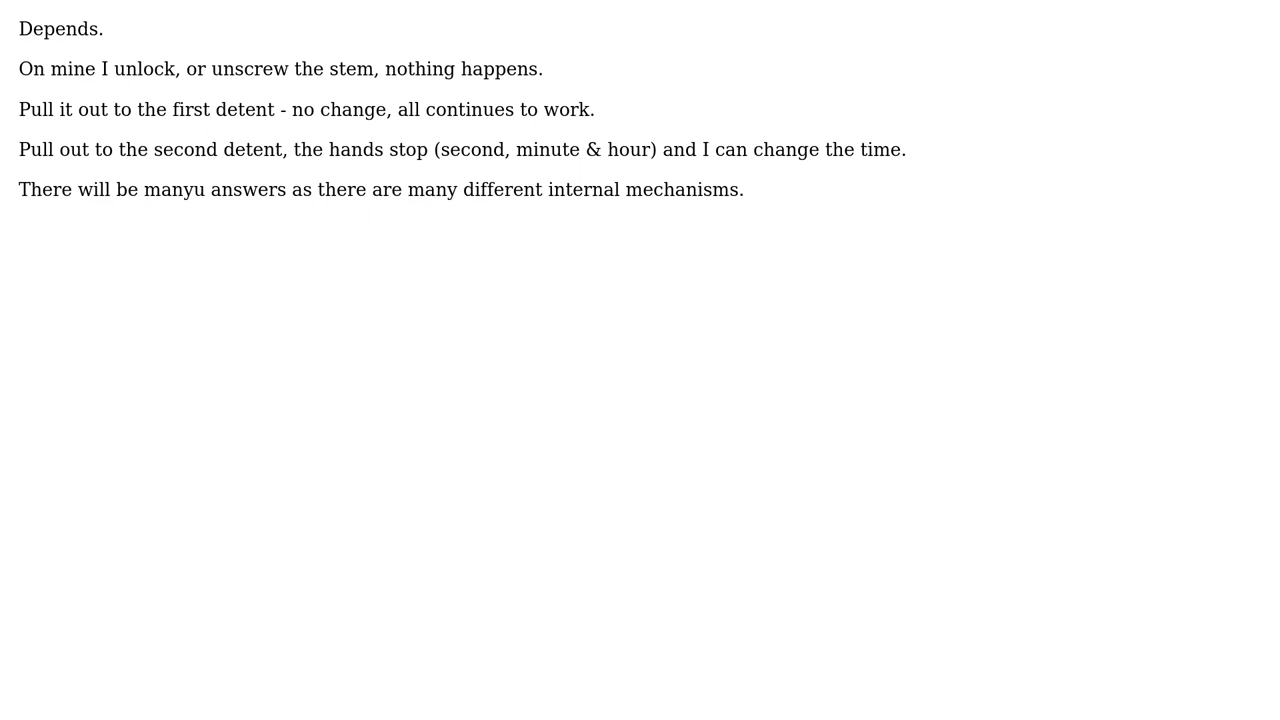 Depends.
On mine I unlock, or unscrew the stem, nothing happens.
Pull it out to the first detent - no change, all continues to work.
Pull out to the second detent, the hands stop (second, minute & hour) and I can change the time.
There will be manyu answers as there are many different internal mechanisms.